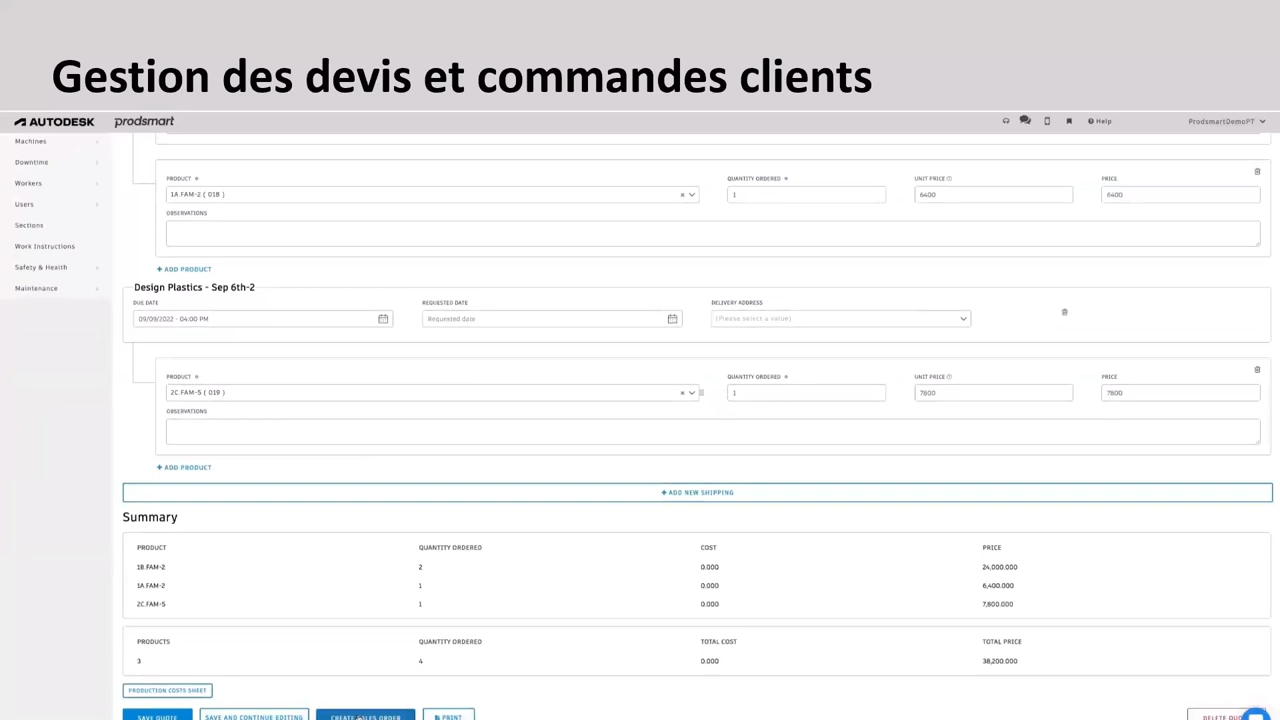 Gestion des devis et commandes clients
AUTODESK prodsmart Help ProdsmartDemoPT
Machines
Downtime
Workers
Users
Sections
Work Instructions
Safety & Health
Maintenance
PRODUCT QUANTITY ORDERED UNIT PRICE PRICE
1A.FAM-2 ( 01B ) 1 6400 6400
OBSERVATIONS
+ ADD PRODUCT
Design Plastics - Sep 6th-2
DUE DATE REQUESTED DATE DELIVERY ADDRESS
09/09/2022 - 04:00 PM Requested date (Please select a value)
PRODUCT QUANTITY ORDERED UNIT PRICE PRICE
2C.FAM-5 ( 019 ) 1 7800 7800
OBSERVATIONS
+ ADD PRODUCT
+ ADD NEW SHIPPING
Summary
PRODUCT QUANTITY ORDERED COST PRICE
1B.FAM-2 2 0.000 24,000.000
1A.FAM-2 1 0.000 6,400.000
2C.FAM-5 1 0.000 7,800.000
PRODUCTS QUANTITY ORDERED TOTAL COST TOTAL PRICE
3 4 0.000 38,200.000
PRODUCTION COSTS SHEET
SAVE QUOTE SAVE AND CONTINUE EDITING CREATE SALES ORDER PRINT DELETE